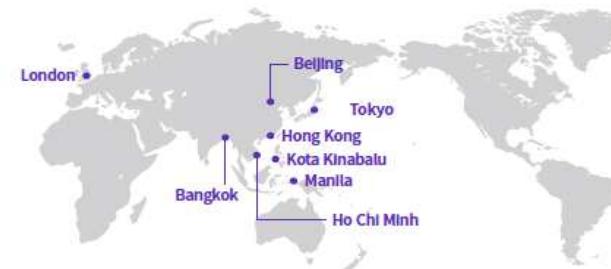 Beijing
London
Tokyo
Hong Kong
Kota Kinabalu
Manila
Bangkok
Ho Chi Minh